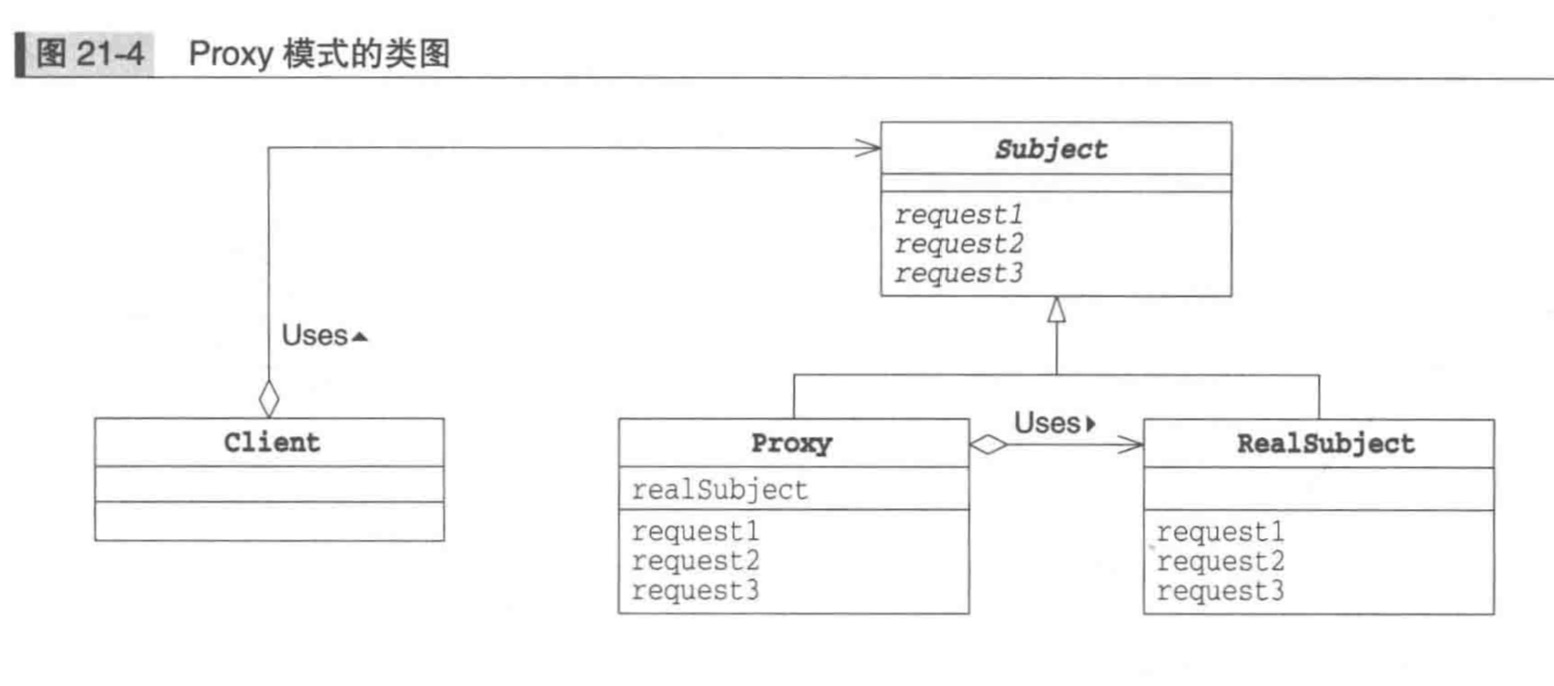 图 21-4 Proxy 模式的类图
Subject
request1
request2
request3
Uses▲
Client
Proxy
realSubject
request1
request2
request3
Uses▶
RealSubject
request1
request2
request3